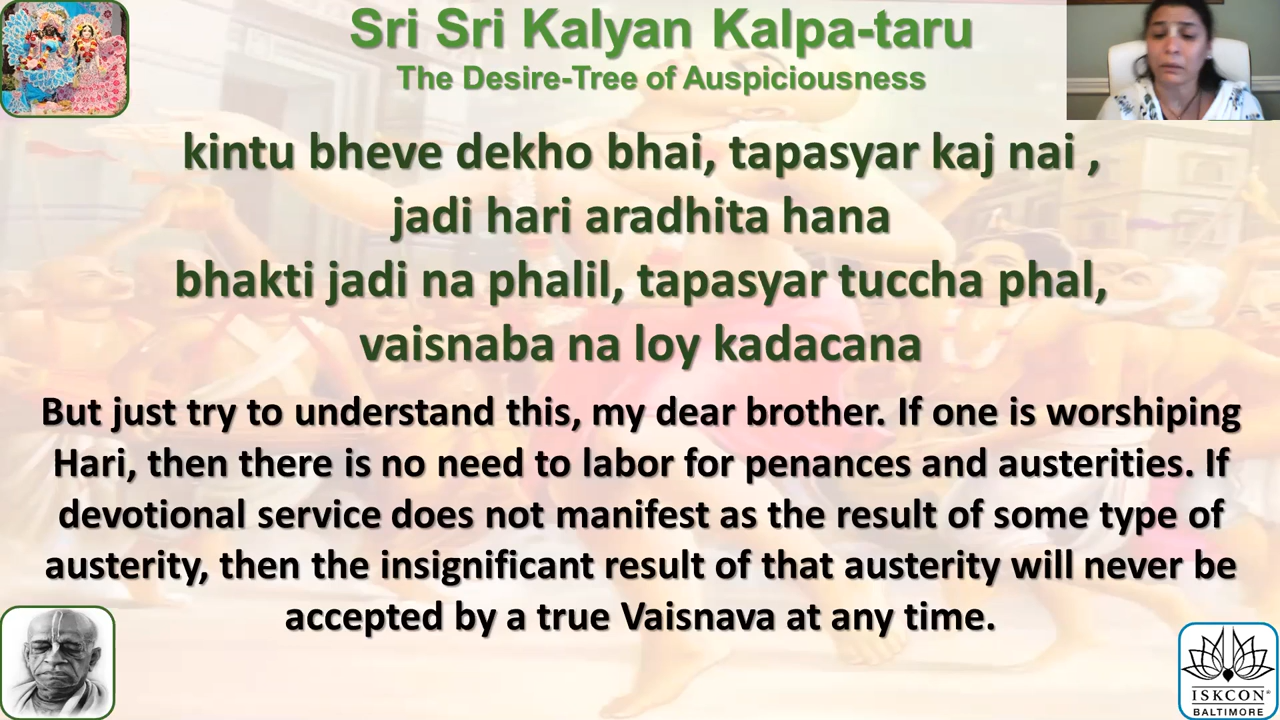 Sri Sri Kalyan Kalpa-taru
The Desire-Tree of Auspiciousness
kintu bheve dekho bhai, tapasyar kaj nai ,
jadi hari aradhita hana
bhakti jadi na phalil, tapasyar tuccha phal,
vaisnaba na loy kadacana
But just try to understand this, my dear brother. If one is worshiping
Hari, then there is no need to labor for penances and austerities. If
devotional service does not manifest as the result of some type of
austerity, then the insignificant result of that austerity will never be
accepted by a true Vaisnava at any time.
ISKCON®
BALTIMORE